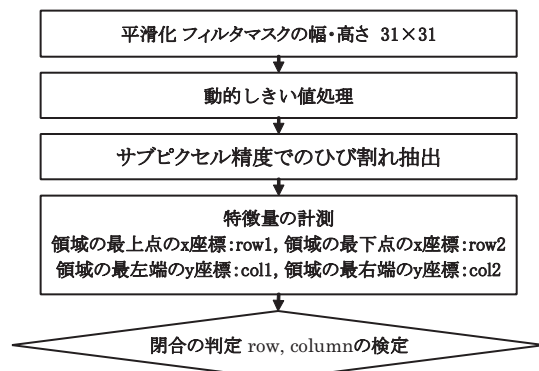 平滑化 フィルタマスクの幅・高さ 31×31
動的しきい値処理
サブピクセル精度でのひび割れ抽出
特徴量の計測
領域の最上点のx座標:row1, 領域の最下点のx座標:row2
領域の最左端のy座標:col1, 領域の最右端のy座標:col2
閉合の判定 row, columnの検定